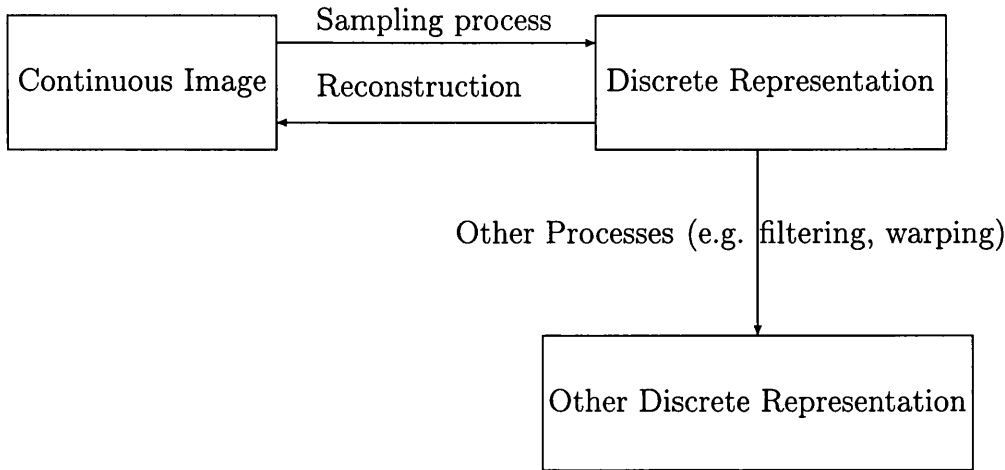 Sampling process
Continuous Image
Reconstruction
Discrete Representation
Other Processes (e.g. filtering, warping)
Other Discrete Representation